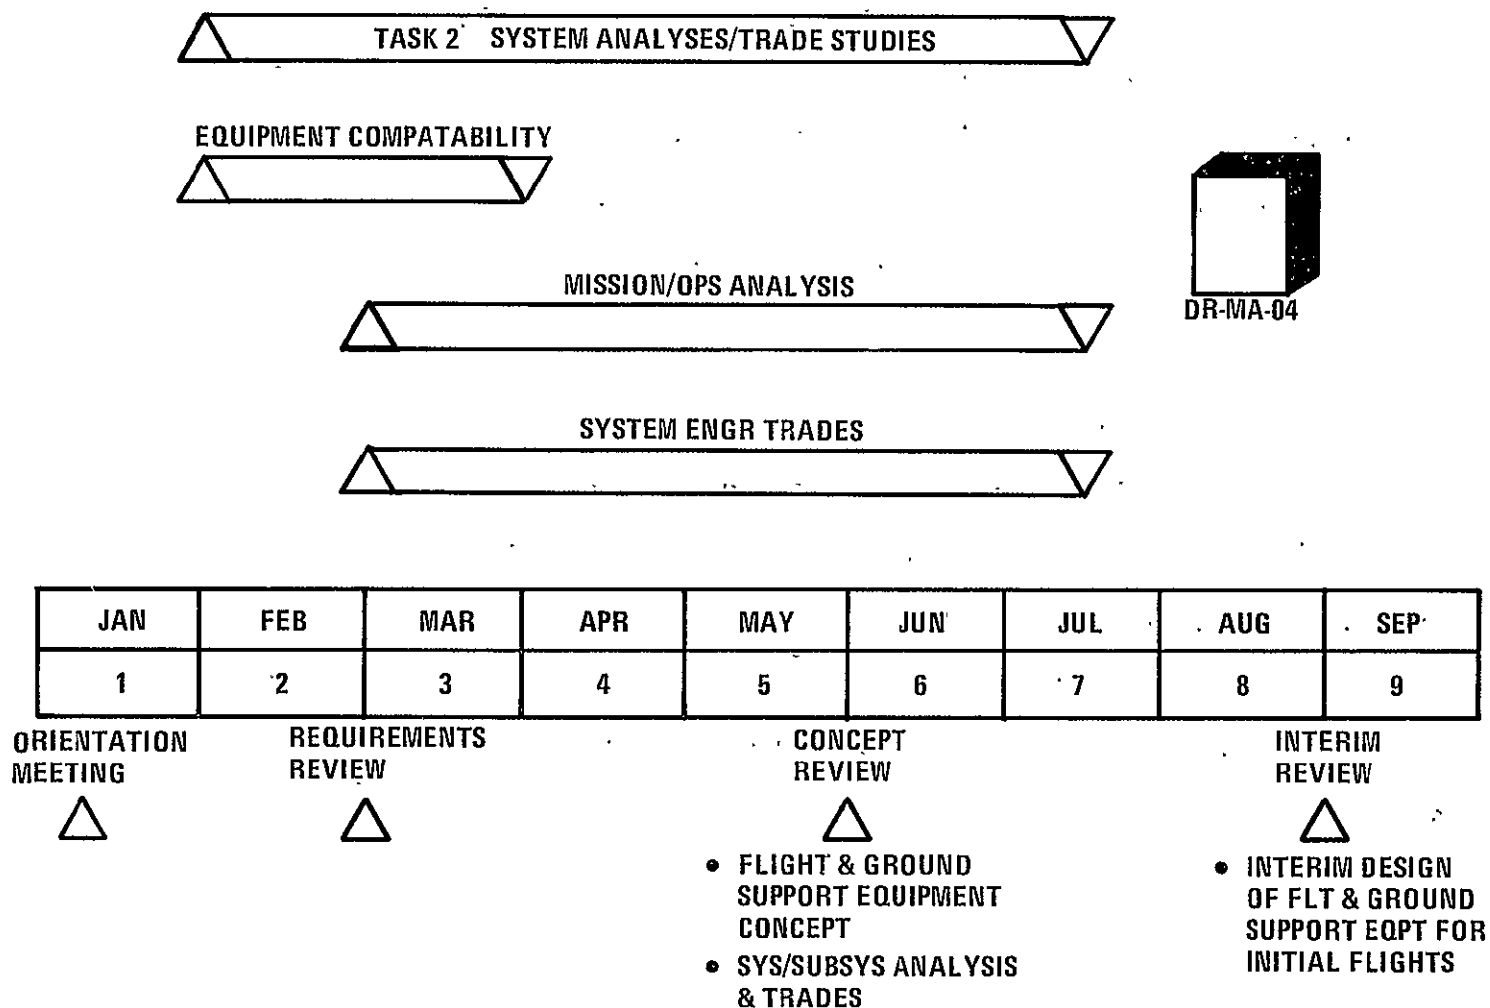 TASK 2 SYSTEM ANALYSES/TRADE STUDIES
EQUIPMENT COMPATABILITY
MISSION/OPS ANALYSIS
DR-MA-04
SYSTEM ENGR TRADES
JAN FEB MAR APR MAY JUN JUL AUG SEP
1 2 3 4 5 6 7 8 9
ORIENTATION
MEETING
REQUIREMENTS
REVIEW
CONCEPT
REVIEW
• FLIGHT & GROUND
SUPPORT EQUIPMENT
CONCEPT
• SYS/SUBSYS ANALYSIS
& TRADES
INTERIM
REVIEW
• INTERIM DESIGN
OF FLT & GROUND
SUPPORT EQPT FOR
INITIAL FLIGHTS